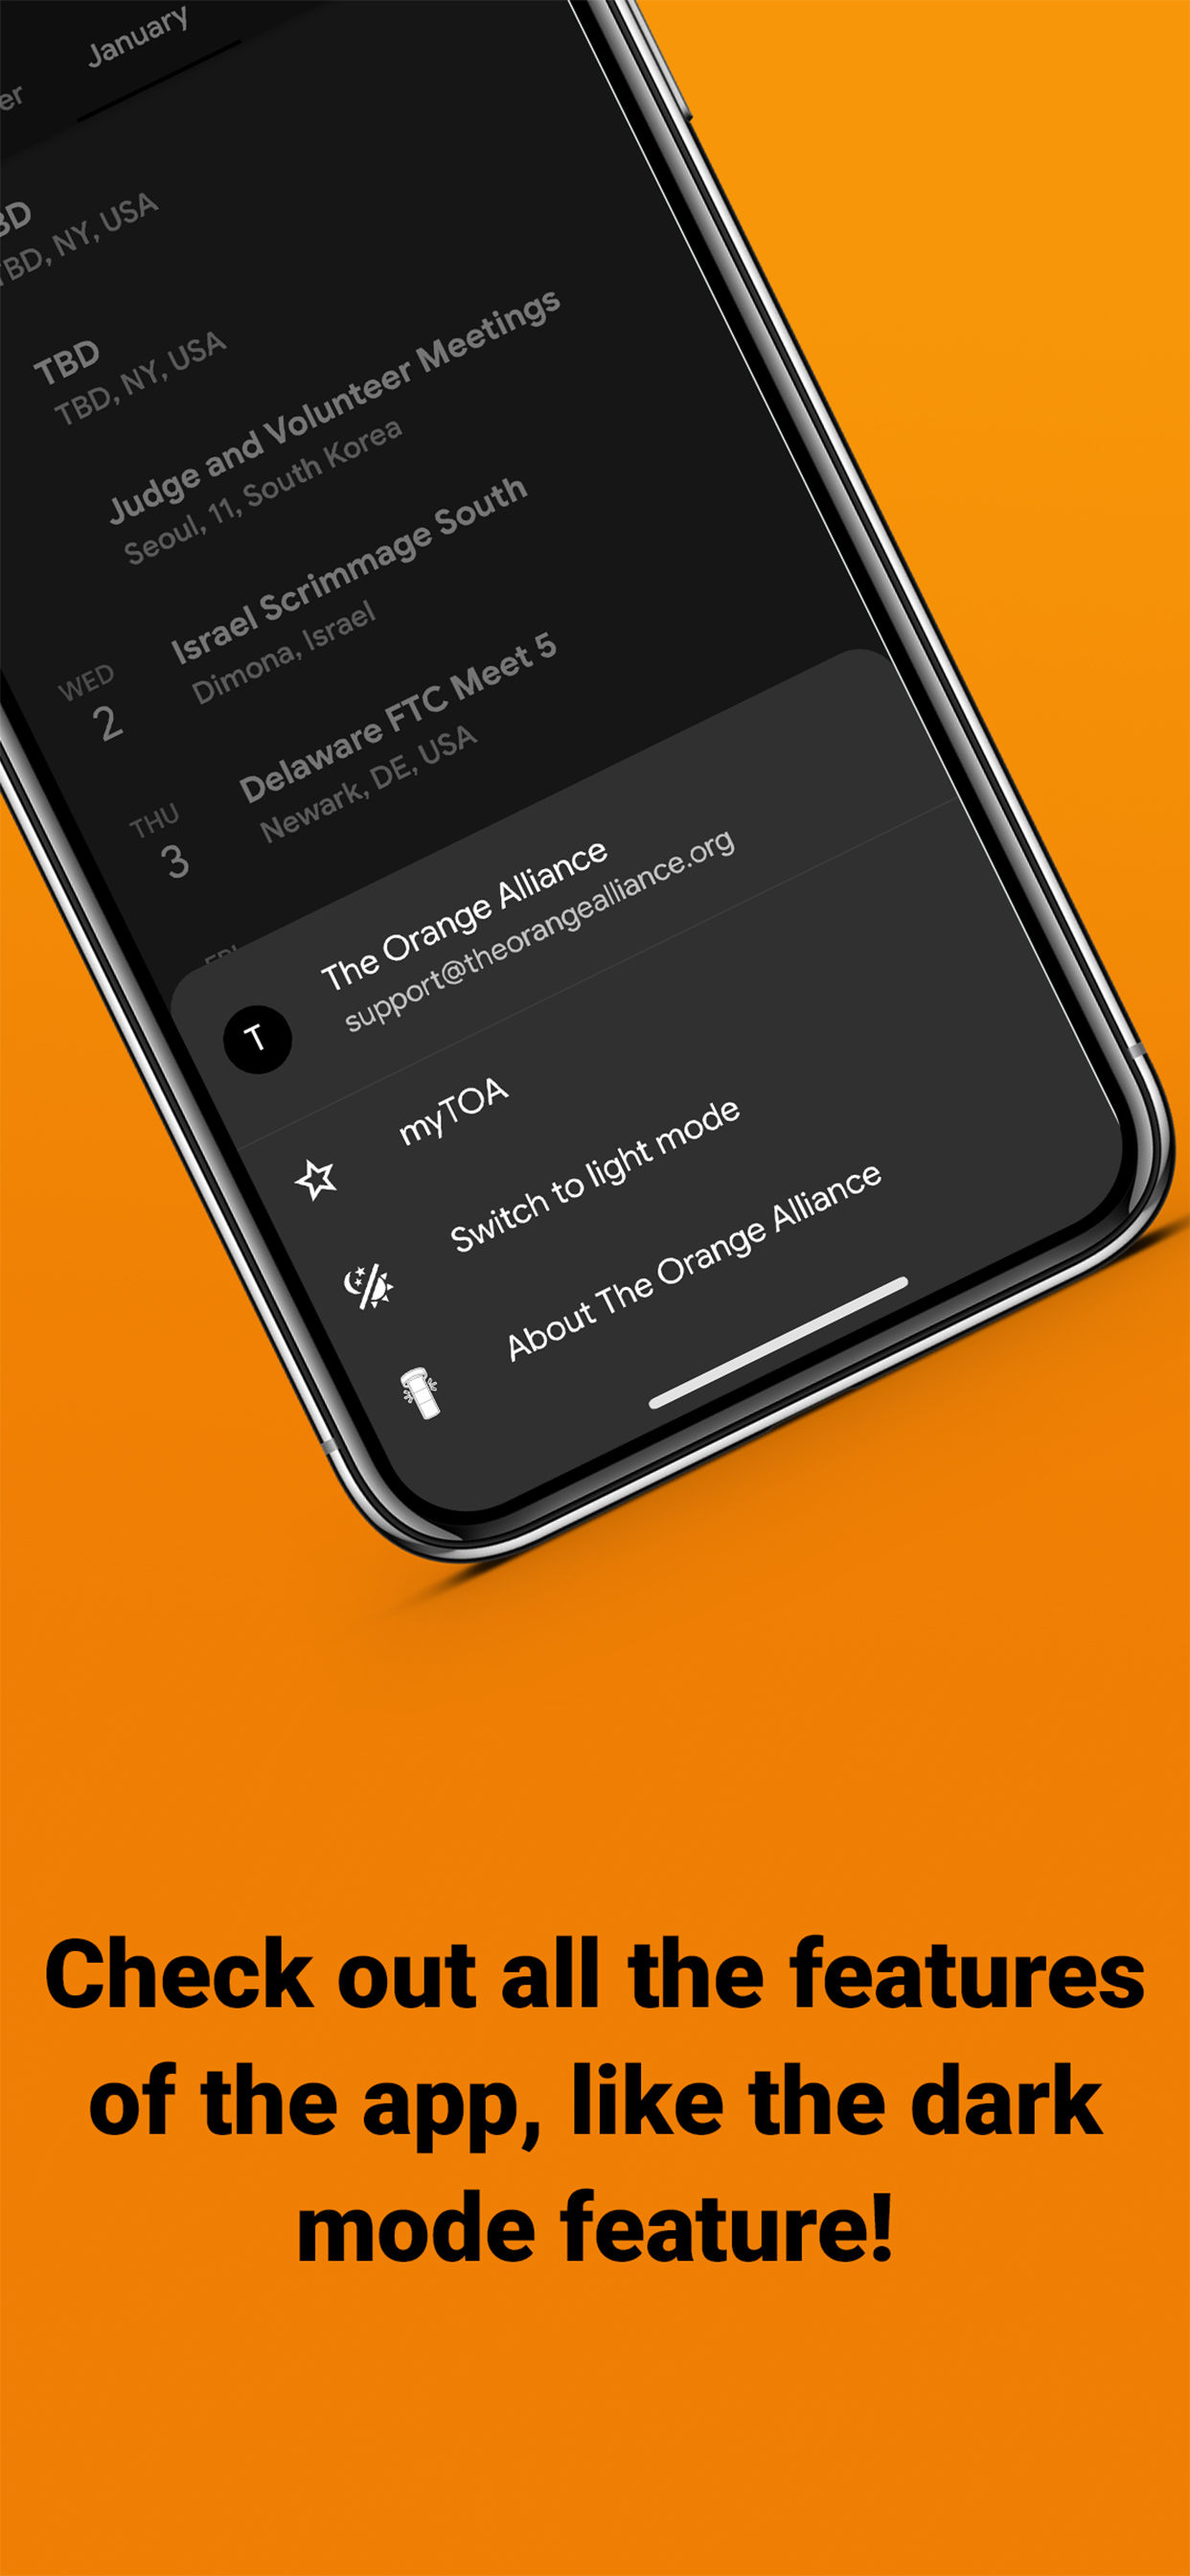 January
er
BD
TBD, NY, USA
TBD
TBD, NY, USA
Judge and Volunteer Meetings
Seoul, 11, South Korea
WED
2
Israel Scrimmage South
Dimona, Israel
THU
3
Delaware FTC Meet 5
Newark, DE, USA
FRI
T
The Orange Alliance
support@theorangealliance.org
myTOA
Switch to light mode
About The Orange Alliance
Check out all the features
of the app, like the dark
mode feature!